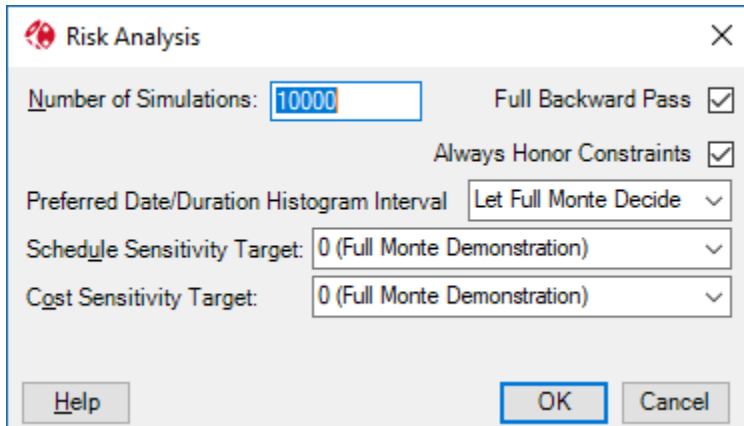 Risk Analysis
Number of Simulations: 10000 Full Backward Pass
Always Honor Constraints
Preferred Date/Duration Histogram Interval Let Full Monte Decide
Schedule Sensitivity Target: 0 (Full Monte Demonstration)
Cost Sensitivity Target: 0 (Full Monte Demonstration)
Help OK Cancel